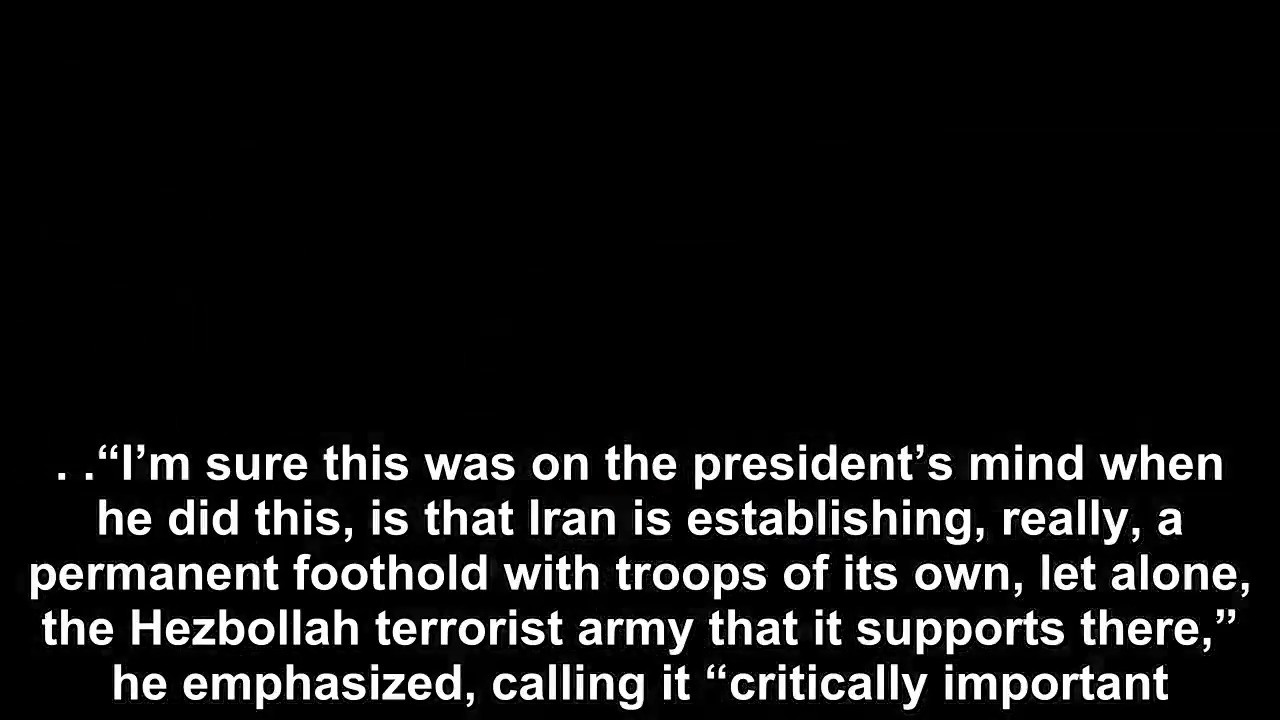 . .“I’m sure this was on the president’s mind when
he did this, is that Iran is establishing, really, a
permanent foothold with troops of its own, let alone,
the Hezbollah terrorist army that it supports there,”
he emphasized, calling it “critically important